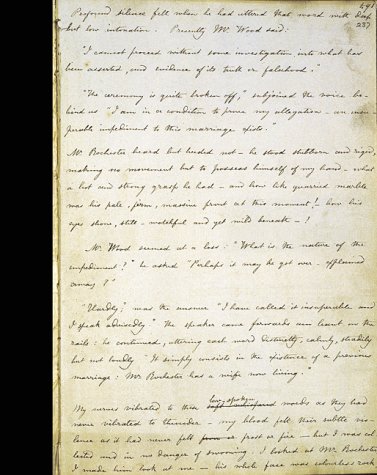 291
Profound silence fell when he had uttered that word with deep
237
but low intonation. Presently Mr. Wood said:
"I cannot proceed without some investigation into what has
been asserted, and evidence of its truth or falsehood."
"The ceremony is quite broken off," subjoined the voice be-
hind us "I am in a condition to prove my allegation - an insu-
perable impediment to this marriage exists."
Mr. Rochester heard but heeded not - he stood stubborn and rigid,
making no movement but to possess himself of my hand - what
a hot and strong grasp he had - and how like quarried marble
was his pale, firm, massive front at this moment! - how his
eyes shone, still - watchful and yet wild beneath - !
Mr. Wood seemed at a loss: "What is the nature of the
impediment?" he asked "Perhaps it may be got over - explained
away?"
"Hardly," was the answer "I have called it insuperable and
I speak advisedly." The speaker came forwards and leant on the
rails: he continued, uttering each word distinctly, calmly, steadily
but not loudly "It simply consists in the existence of a previous
marriage: Mr Rochester has a wife now living."
low-spoken
My nerves vibrated to those soft whispered words as they had
never vibrated to thunder - my blood felt their subtle vio-
lence as it had never felt frost or fire - but I was col-
lected and in no danger of swooning. I looked at Mr. Rochester
I made him look at me - his whole face was colourless rock